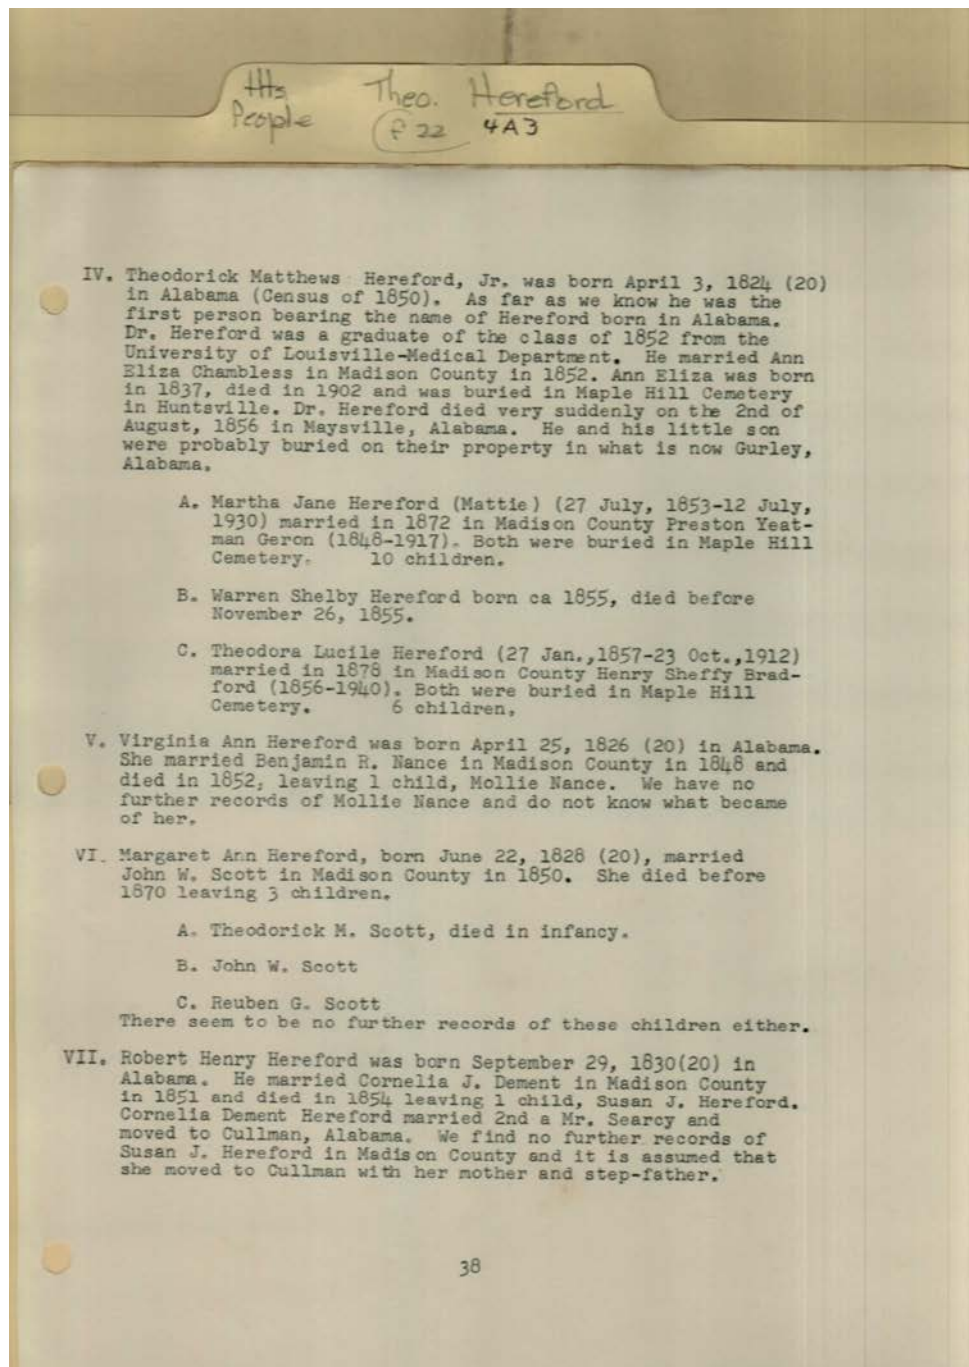 HHs Theo. Hereford
People f 22 4A3
IV. Theodorick Matthews Hereford, Jr. was born April 3, 1824 (20)
in Alabama (Census of 1850). As far as we know he was the
first person bearing the name of Hereford born in Alabama.
Dr. Hereford was a graduate of the class of 1852 from the
University of Louisville-Medical Department. He married Ann
Eliza Chambless in Madison County in 1852. Ann Eliza was born
in 1837, died in 1902 and was buried in Maple Hill Cemetery
in Huntsville. Dr. Hereford died very suddenly on the 2nd of
August, 1856 in Maysville, Alabama. He and his little son
were probably buried on their property in what is now Gurley,
Alabama.
A. Martha Jane Hereford (Mattie) (27 July, 1853-12 July,
1930) married in 1872 in Madison County Preston Yeat-
man Geron (1848-1917). Both were buried in Maple Hill
Cemetery. 10 children.
B. Warren Shelby Hereford born ca 1855, died before
November 26, 1855.
C. Theodora Lucile Hereford (27 Jan.,1857-23 Oct.,1912)
married in 1878 in Madison County Henry Sheffy Brad-
ford (1856-1940). Both were buried in Maple Hill
Cemetery. 6 children.
V. Virginia Ann Hereford was born April 25, 1826 (20) in Alabama.
She married Benjamin R. Nance in Madison County in 1848 and
died in 1852, leaving 1 child, Mollie Nance. We have no
further records of Mollie Nance and do not know what became
of her.
VI. Margaret Ann Hereford, born June 22, 1828 (20), married
John W. Scott in Madison County in 1850. She died before
1870 leaving 3 children.
A. Theodorick M. Scott, died in infancy.
B. John W. Scott
C. Reuben G. Scott
There seem to be no further records of these children either.
VII. Robert Henry Hereford was born September 29, 1830(20) in
Alabama. He married Cornelia J. Dement in Madison County
in 1851 and died in 1854 leaving 1 child, Susan J. Hereford.
Cornelia Dement Hereford married 2nd a Mr. Searcy and
moved to Cullman, Alabama. We find no further records of
Susan J. Hereford in Madison County and it is assumed that
she moved to Cullman with her mother and step-father.
38